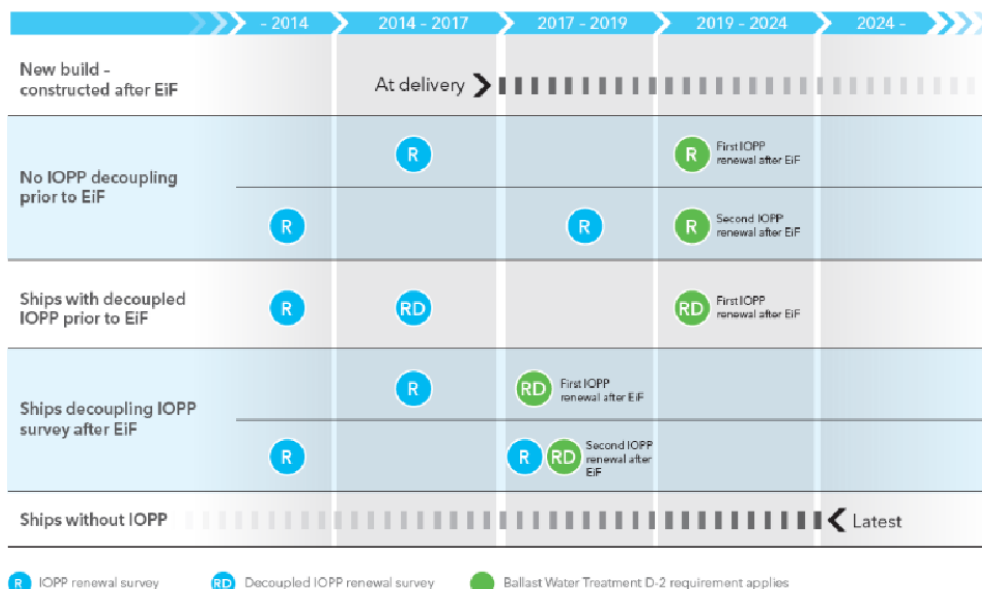 - 2014
2014 - 2017
2017 - 2019
2019 - 2024
2024 -
New build -
constructed after EiF
At delivery
No IOPP decoupling
prior to EiF
R
R
First IOPP
renewal after EiF
R
R
R
Second IOPP
renewal after EiF
Ships with decoupled
IOPP prior to EiF
R
RD
RD
First IOPP
renewal after EiF
Ships decoupling IOPP
survey after EiF
R
RD
First IOPP
renewal after EiF
R
R
RD
Second IOPP
renewal after
EiF
Ships without IOPP
Latest
R IOPP renewal survey
RD Decoupled IOPP renewal survey
Ballast Water Treatment D-2 requirement applies